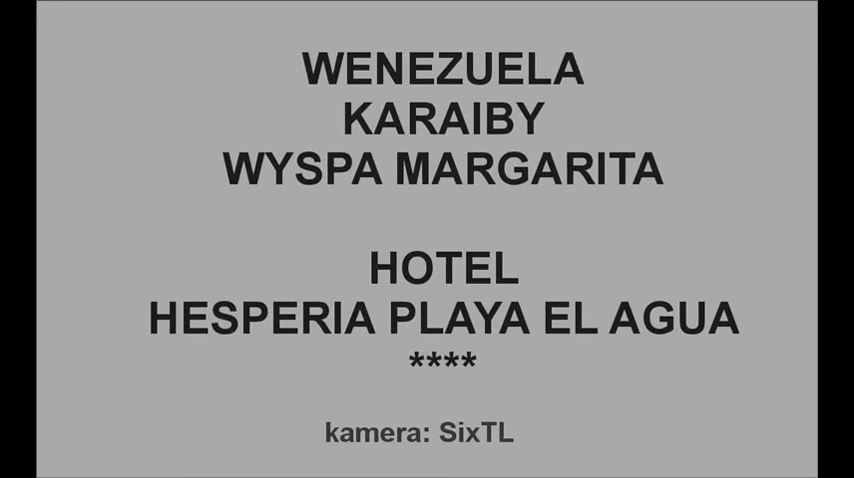 WENEZUELA
KARAIBY
WYSPA MARGARITA
HOTEL
HESPERIA PLAYA EL AGUA
****
kamera: SixTL